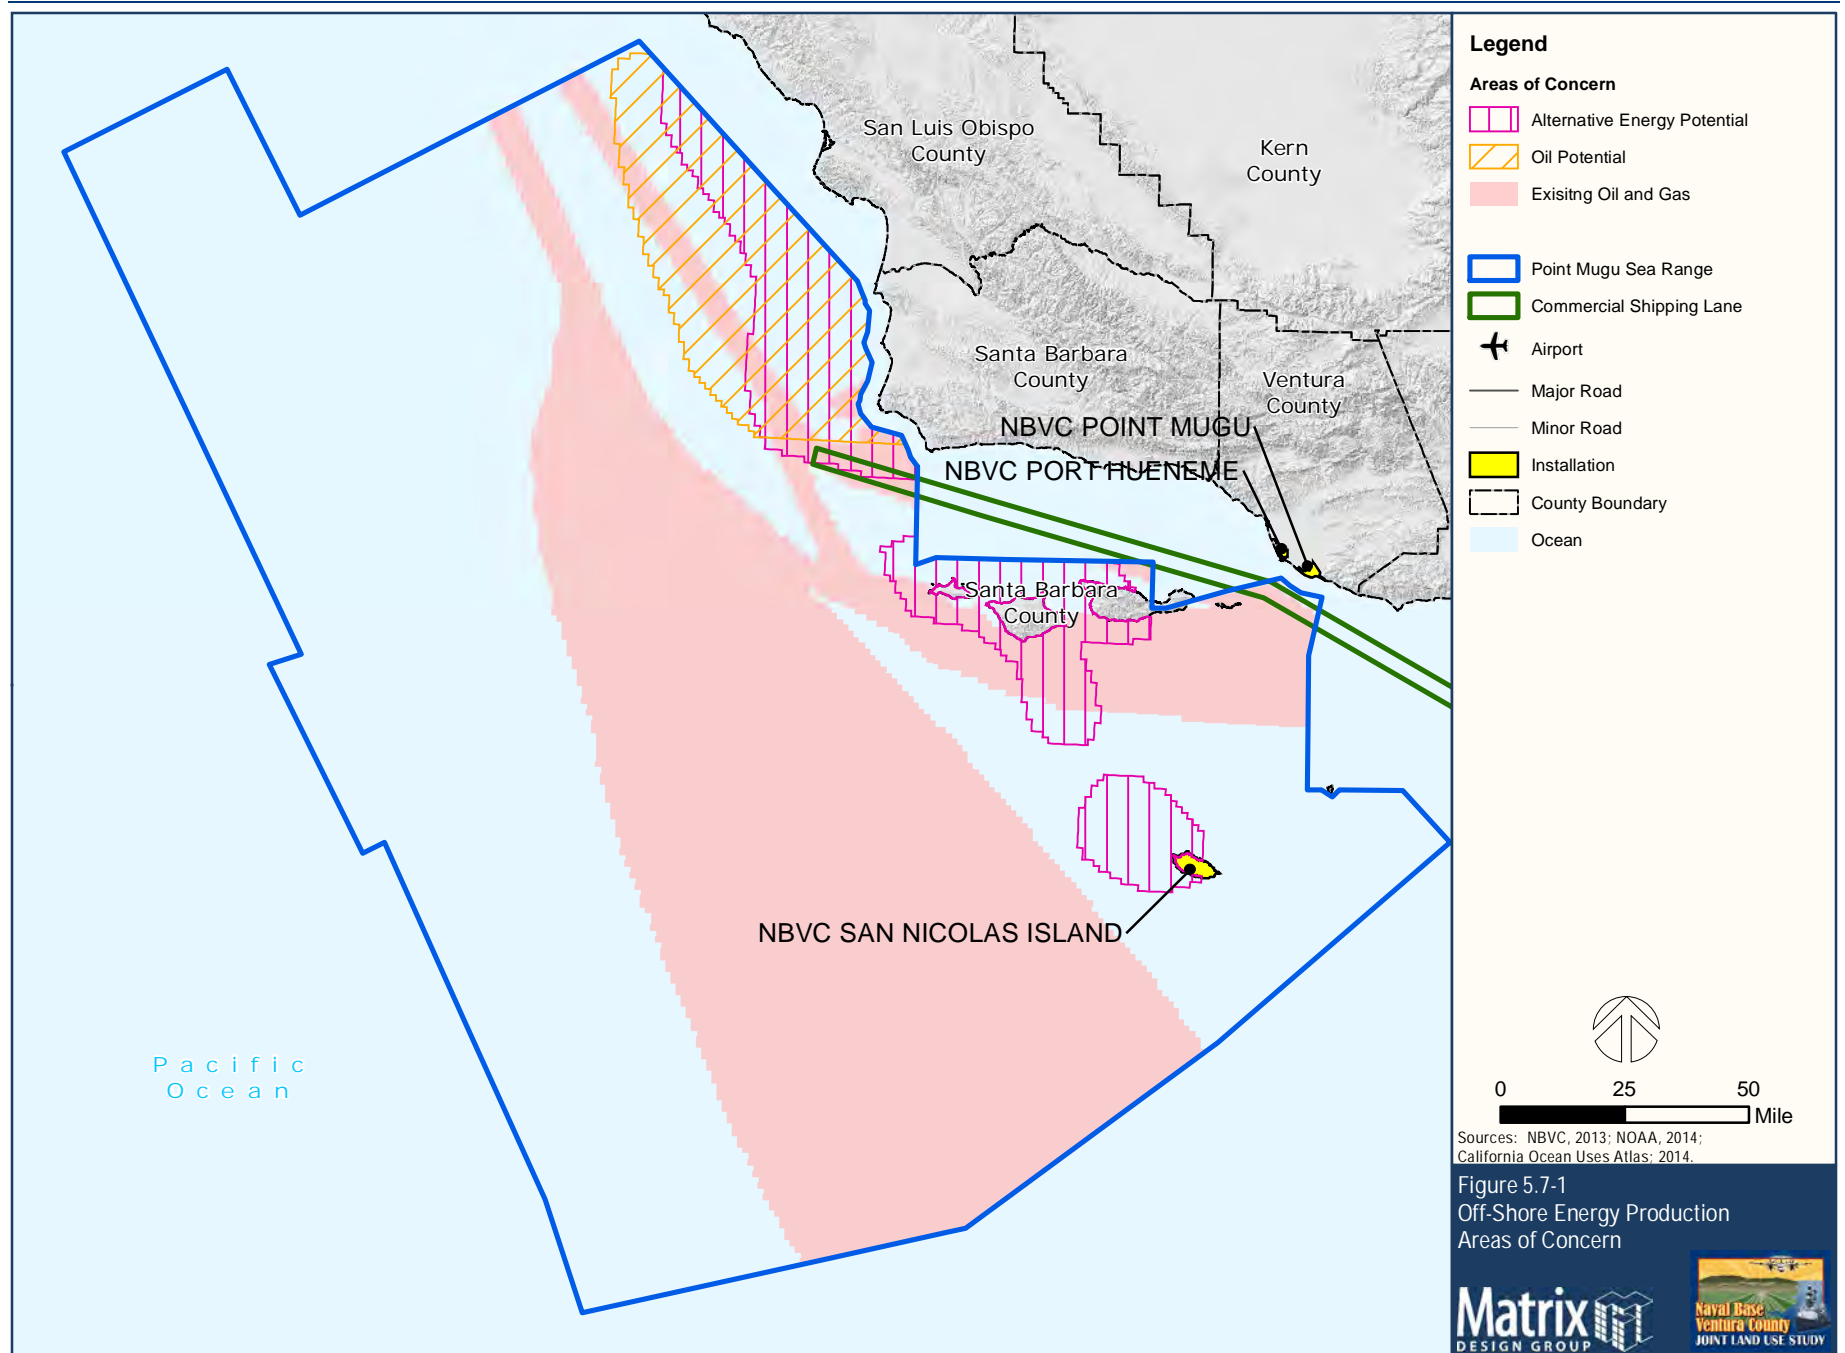 San Luis Obispo
County
Kern
County
Santa Barbara
County
Ventura
County
NBVC POINT MUGU
NBVC PORT HUENEME
Santa Barbara
County
NBVC SAN NICOLAS ISLAND
Pacific
Ocean
Legend
Areas of Concern
Alternative Energy Potential
Oil Potential
Exisitng Oil and Gas
Point Mugu Sea Range
Commercial Shipping Lane
Airport
Major Road
Minor Road
Installation
County Boundary
Ocean
0 25 50
Mile
Sources: NBVC, 2013; NOAA, 2014;
California Ocean Uses Atlas; 2014.
Figure 5.7-1
Off-Shore Energy Production
Areas of Concern
Matrix
DESIGN GROUP
Naval Base
Ventura County
JOINT LAND USE STUDY